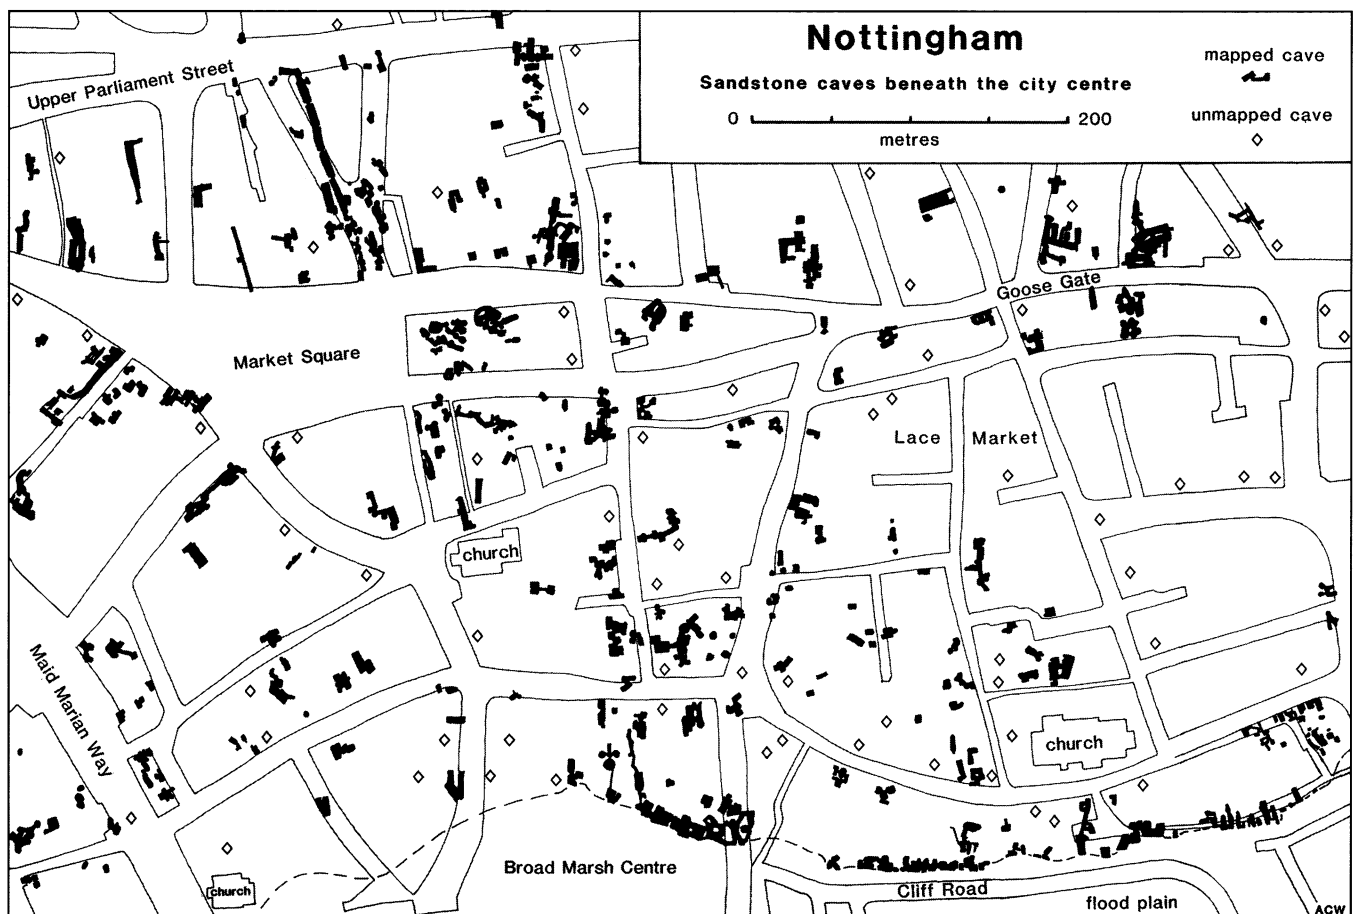 Nottingham
Sandstone caves beneath the city centre
0 200
metres
mapped cave
unmapped cave
Upper Parliament Street
Goose Gate
Market Square
Lace Market
church
Maid Marian Way
church
Broad Marsh Centre
church
Cliff Road
flood plain
ACW